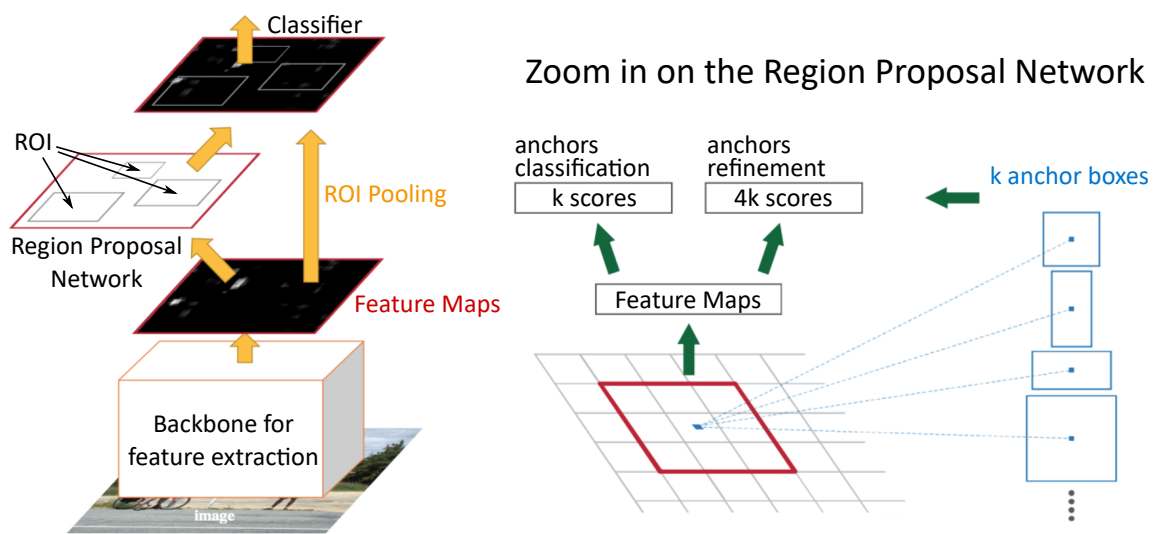 Classifier
ROI
ROI Pooling
Region Proposal
Network
Feature Maps
Backbone for
feature extraction
image
Zoom in on the Region Proposal Network
anchors
classification
k scores
anchors
refinement
4k scores
k anchor boxes
Feature Maps